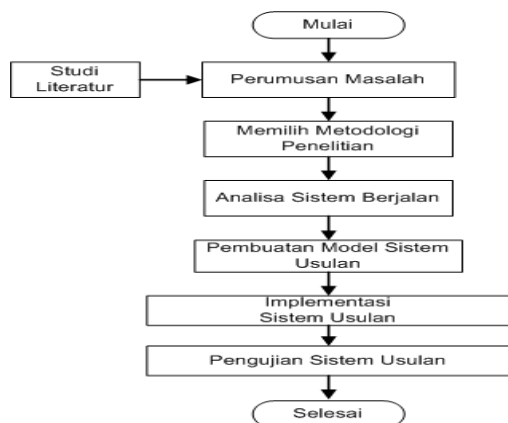 Mulai
Studi
Literatur
Perumusan Masalah
Memilih Metodologi
Penelitian
Analisa Sistem Berjalan
Pembuatan Model Sistem
Usulan
Implementasi
Sistem Usulan
Pengujian Sistem Usulan
Selesai